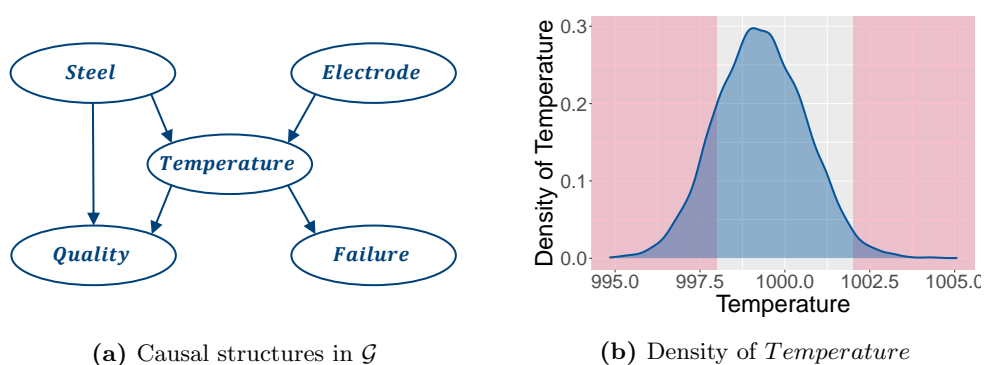 Steel
Electrode
Temperature
Quality
Failure
(a) Causal structures in 𝒢
Density of Temperature
0.3
0.2
0.1
0.0
995.0 997.5 1000.0 1002.5 1005.0
Temperature
(b) Density of Temperature